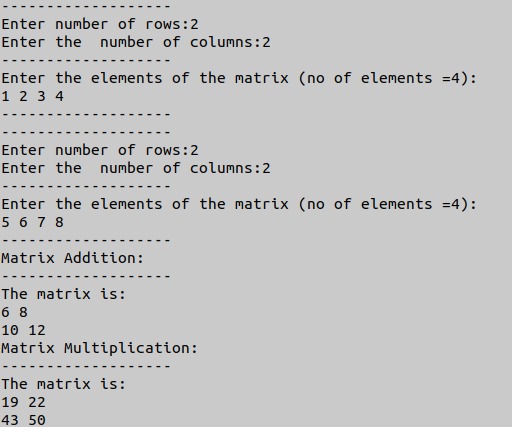 -------------------
Enter number of rows:2
Enter the  number of columns:2
-------------------
Enter the elements of the matrix (no of elements =4):
1 2 3 4
-------------------
-------------------
Enter number of rows:2
Enter the  number of columns:2
-------------------
Enter the elements of the matrix (no of elements =4):
5 6 7 8
-------------------
Matrix Addition:
-------------------
The matrix is:
6 8
10 12
Matrix Multiplication:
-------------------
The matrix is:
19 22
43 50